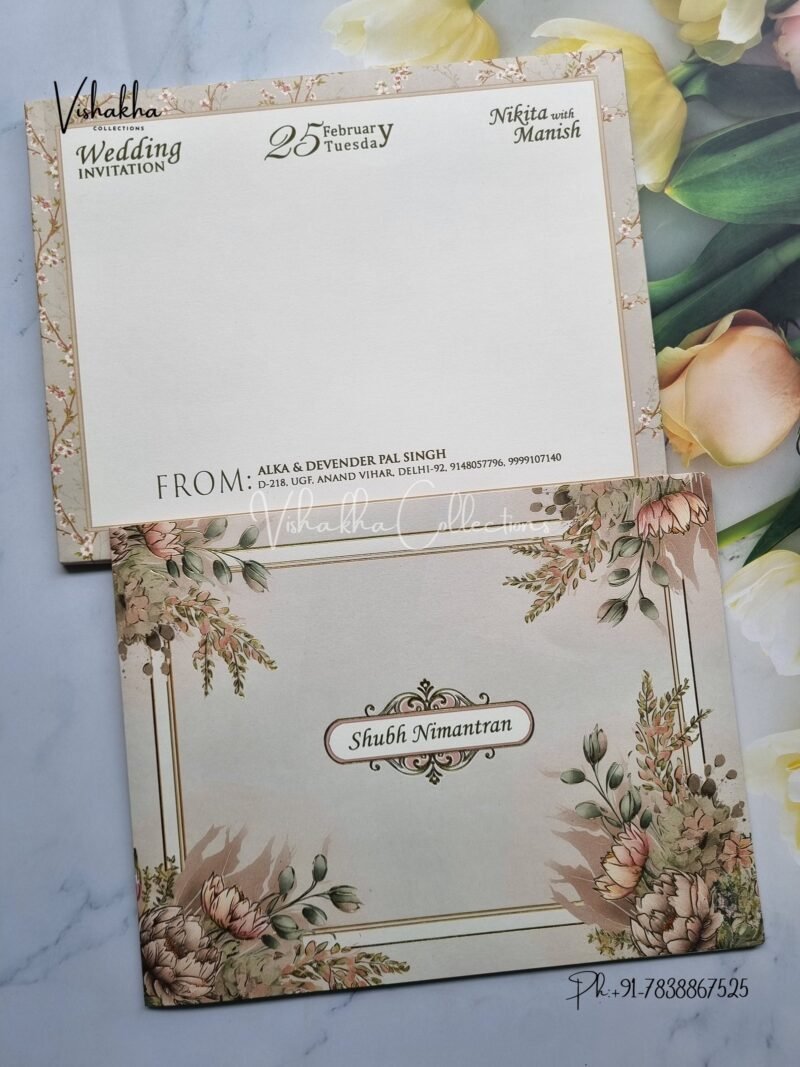 Vishakha
COLLECTIONS
Wedding
INVITATION
25 February
Tuesday
Nikita with
Manish
FROM: ALKA & DEVENDER PAL SINGH
D-218, UGF, ANAND VIHAR, DELHI-92, 9148057796, 9999107140
Vishakha Collections
Shubh Nimantran
Ph:+91-7838867525